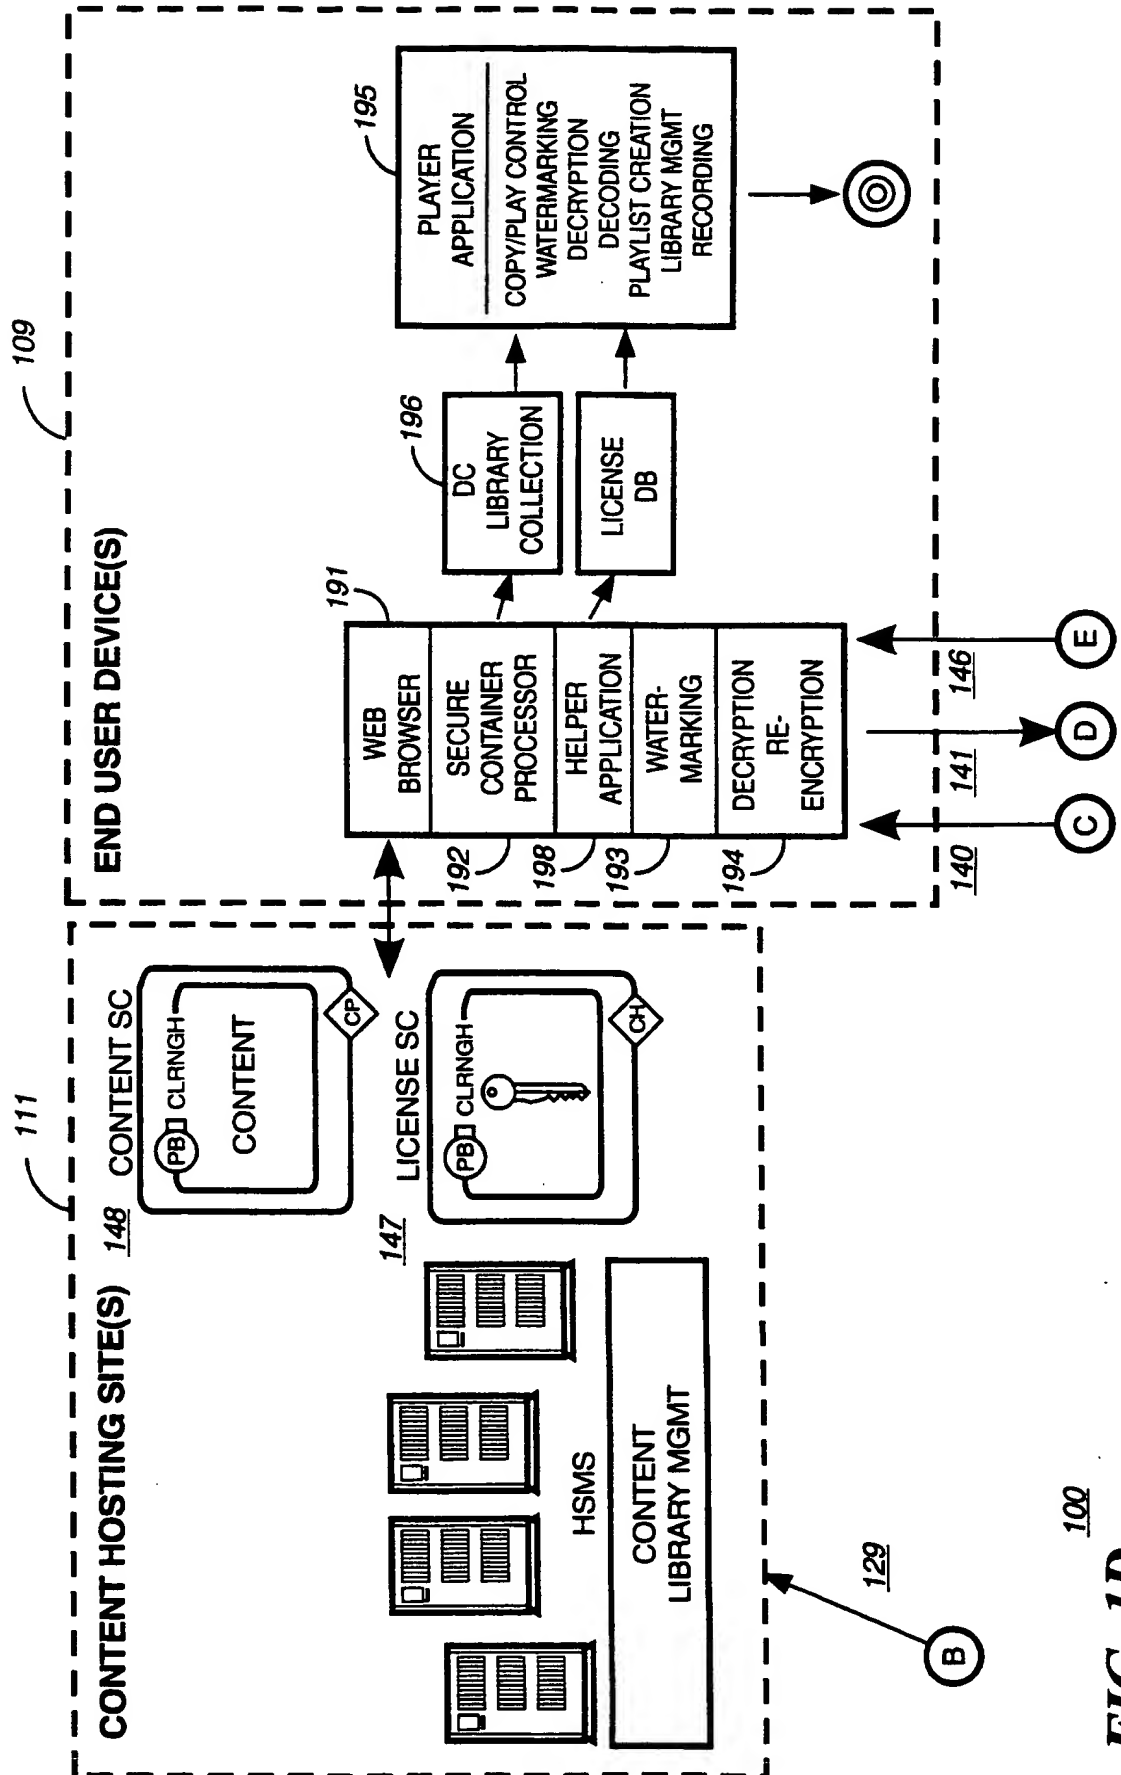 111
109
CONTENT HOSTING SITE(S)
148
CONTENT SC
PB
CLRNGH
CONTENT
CP
147
LICENSE SC
PB
CLRNGH
CH
HSMS
CONTENT
LIBRARY MGMT
129
B
END USER DEVICE(S)
191
WEB
BROWSER
SECURE
CONTAINER
PROCESSOR
HELPER
APPLICATION
WATER-
MARKING
DECRYPTION
RE-
ENCRYPTION
192
198
193
194
196
DC
LIBRARY
COLLECTION
LICENSE
DB
195
PLAYER
APPLICATION
COPY/PLAY CONTROL
WATERMARKING
DECRYPTION
DECODING
PLAYLIST CREATION
LIBRARY MGMT
RECORDING
140
141
146
C
D
E
100
FIG. 1D